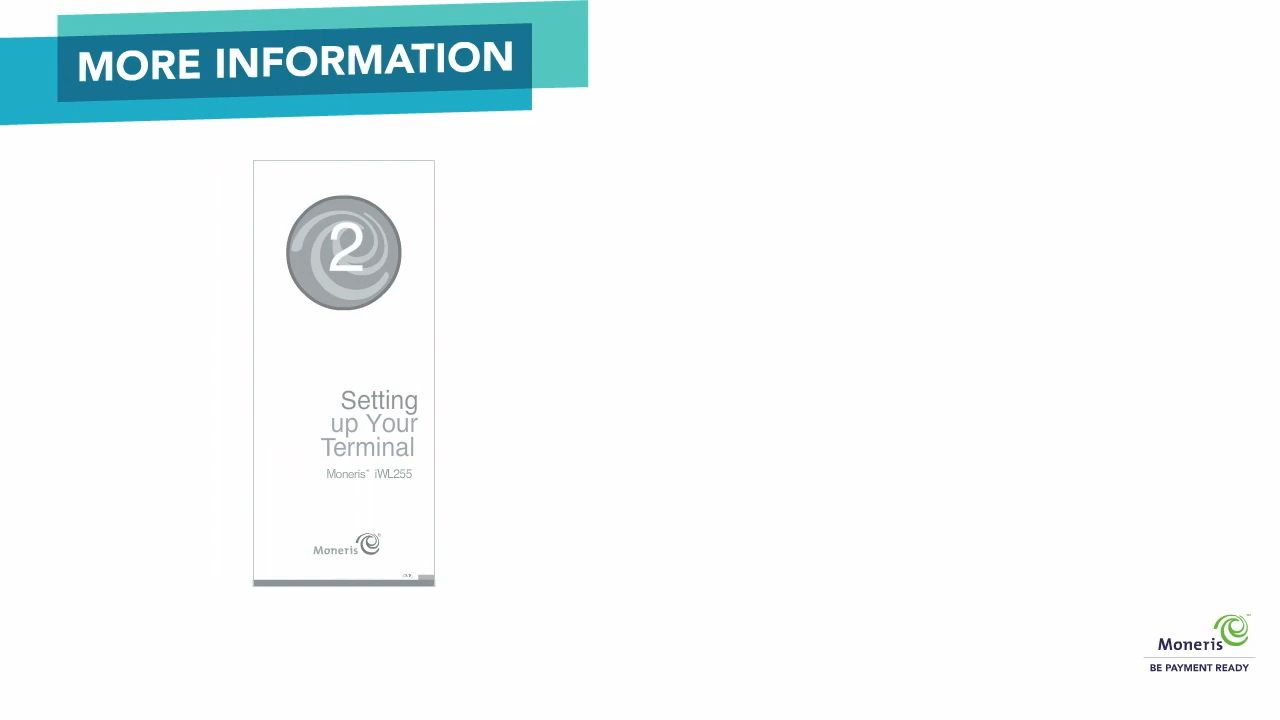 MORE INFORMATION
2
Setting
up Your
Terminal
Moneris® iWL255
Moneris
Moneris
BE PAYMENT READY